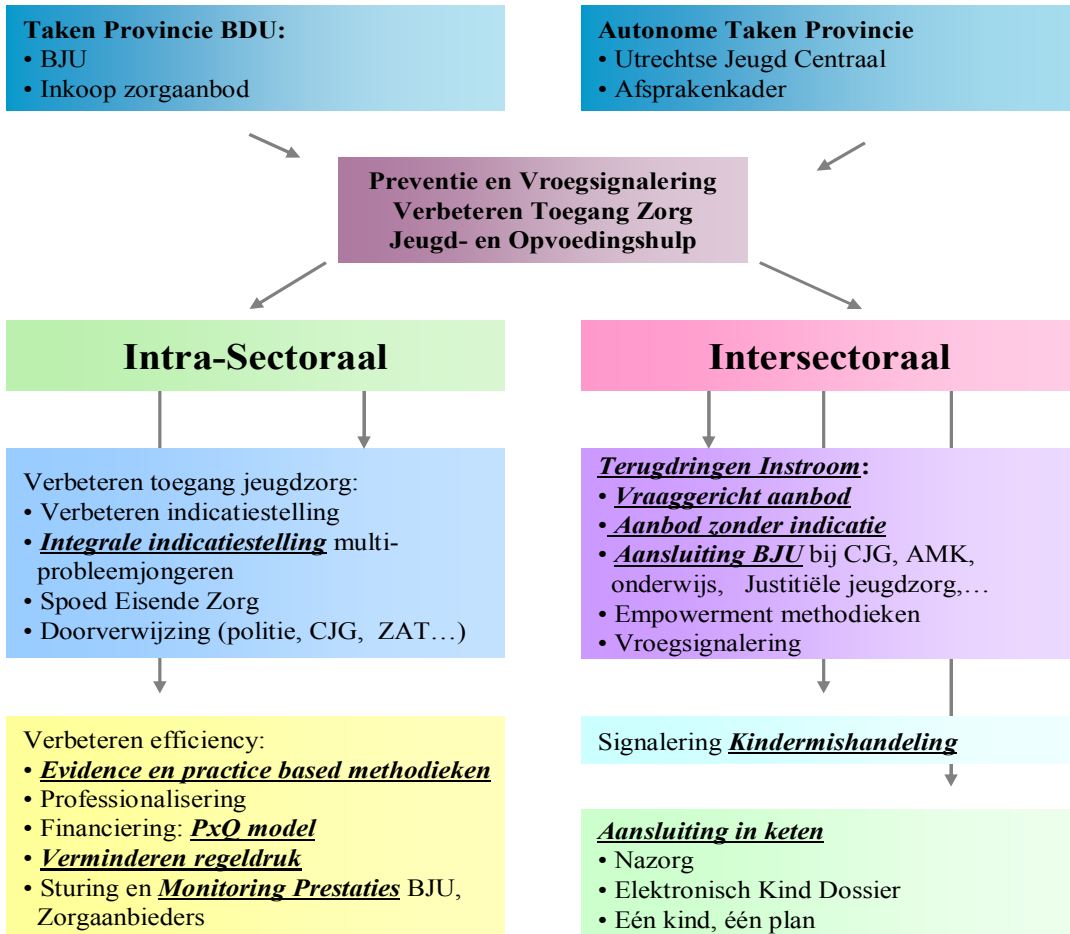 Taken Provincie BDU:
• BJU
• Inkoop zorgaanbod
Autonome Taken Provincie
• Utrechtse Jeugd Centraal
• Afsprakenkader
Preventie en Vroegsignalering
Verbeteren Toegang Zorg
Jeugd- en Opvoedingshulp
Intra-Sectoraal
Intersectoraal
Verbeteren toegang jeugdzorg:
• Verbeteren indicatiestelling
• Integrale indicatiestelling multi-
probleemjongeren
• Spoed Eisende Zorg
• Doorverwijzing (politie, CJG, ZAT…)
Terugdringen Instroom:
• Vraaggericht aanbod
• Aanbod zonder indicatie
• Aansluiting BJU bij CJG, AMK,
onderwijs, Justitiële jeugdzorg,…
• Empowerment methodieken
• Vroegsignalering
Verbeteren efficiency:
• Evidence en practice based methodieken
• Professionalisering
• Financiering: PxQ model
• Verminderen regeldruk
• Sturing en Monitoring Prestaties BJU,
Zorgaanbieders
Signalering Kindermishandeling
Aansluiting in keten
• Nazorg
• Elektronisch Kind Dossier
• Eén kind, één plan